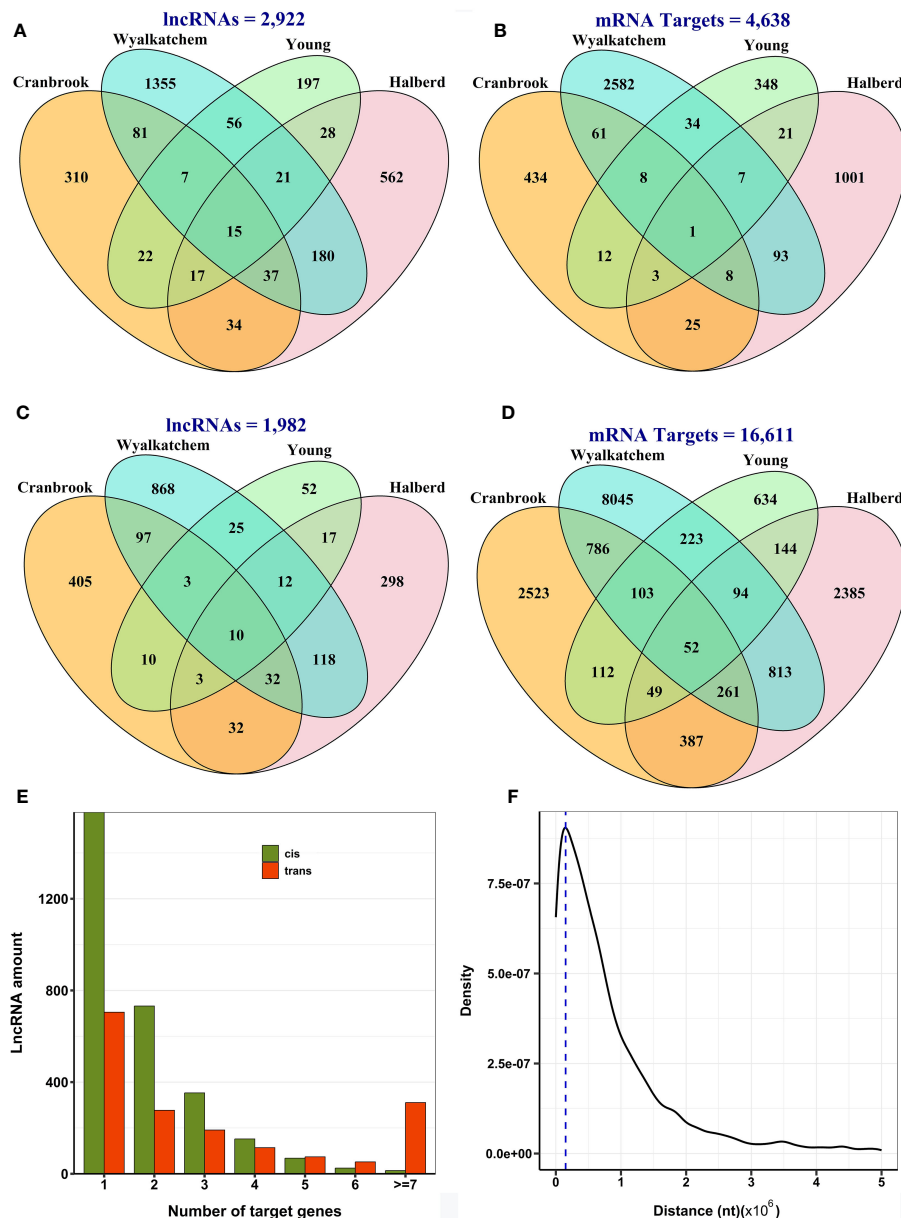 A
lncRNAs = 2,922
Wyalkatchem
Young
Cranbrook
Halberd
1355
197
81
56
28
310
7
21
562
15
22
17
37
180
34
B
mRNA Targets = 4,638
Wyalkatchem
Young
Cranbrook
Halberd
2582
348
61
34
21
434
8
7
1001
1
12
3
8
93
25
C
lncRNAs = 1,982
Wyalkatchem
Young
Cranbrook
Halberd
868
52
97
25
17
405
3
12
298
10
10
3
32
118
32
D
mRNA Targets = 16,611
Wyalkatchem
Young
Cranbrook
Halberd
8045
634
786
223
144
2523
103
94
2385
52
112
49
261
813
387
E
cis
trans
LncRNA amount
1200
800
400
0
1 2 3 4 5 6 >=7
Number of target genes
F
Density
7.5e-07
5.0e-07
2.5e-07
0.0e+00
0 1 2 3 4 5
Distance (nt)(x10⁶)